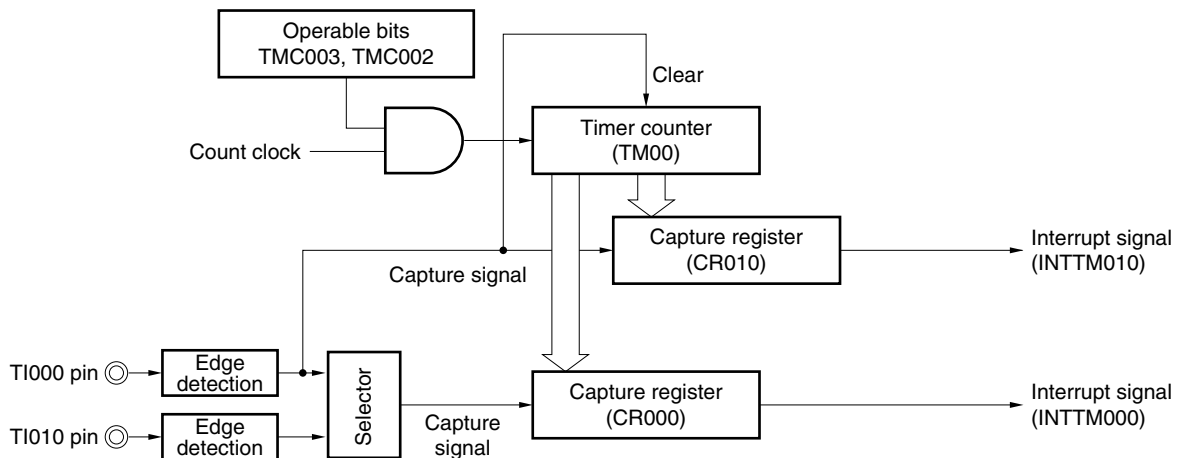 Operable bits
TMC003, TMC002
Clear
Timer counter
(TM00)
Count clock
Capture register
(CR010)
Interrupt signal
(INTTM010)
Capture signal
TI000 pin
Edge
detection
Selector
Capture register
(CR000)
Interrupt signal
(INTTM000)
Capture
signal
TI010 pin
Edge
detection